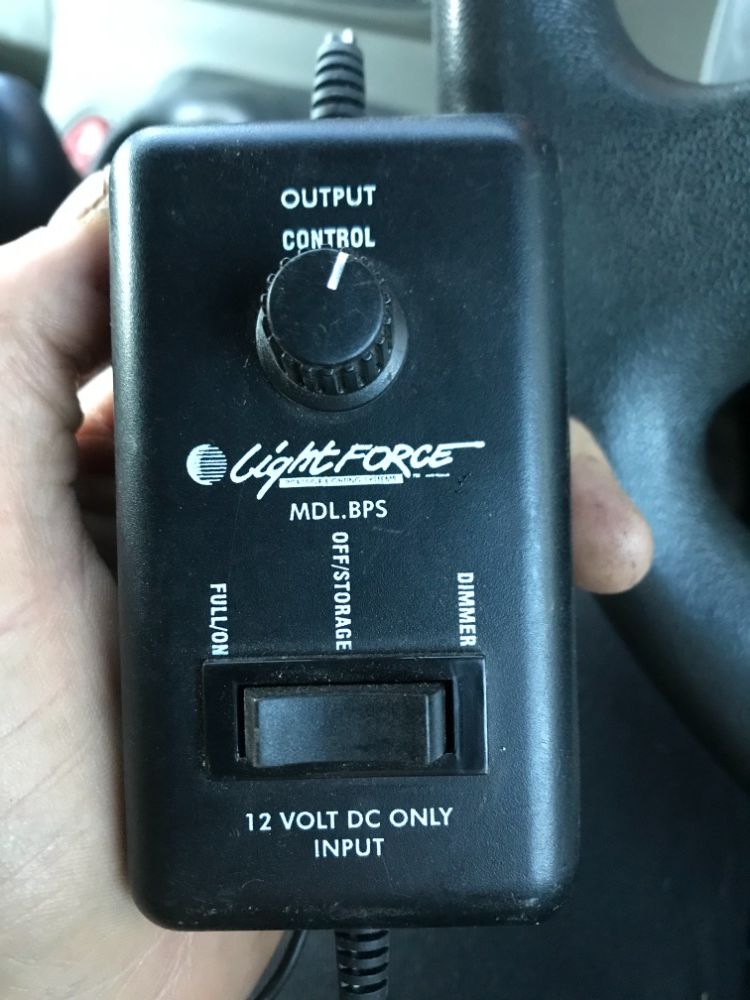 OUTPUT
CONTROL
LightFORCE
MDL.BPS
FULL/ON
OFF/STORAGE
DIMMER
12 VOLT DC ONLY
INPUT